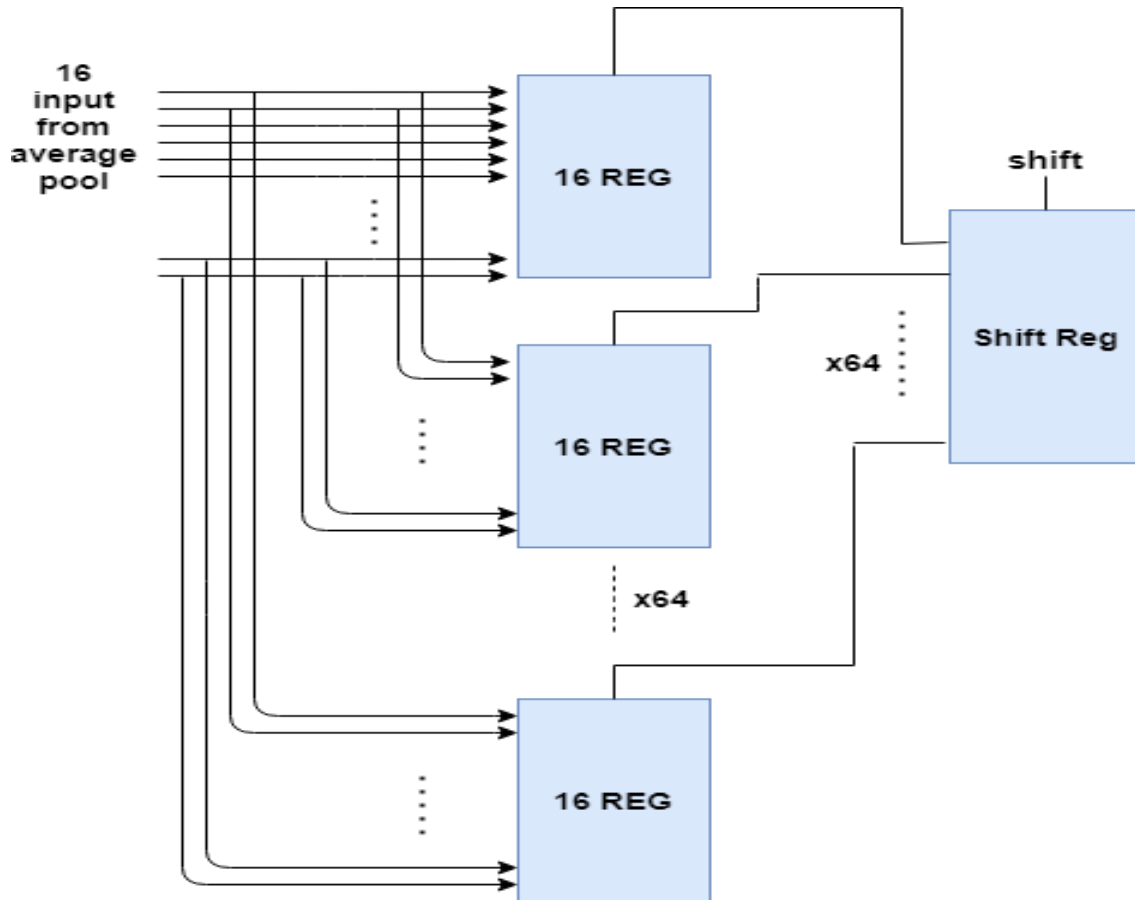 16
input
from
average
pool
16 REG
shift
Shift Reg
x64
16 REG
x64
16 REG